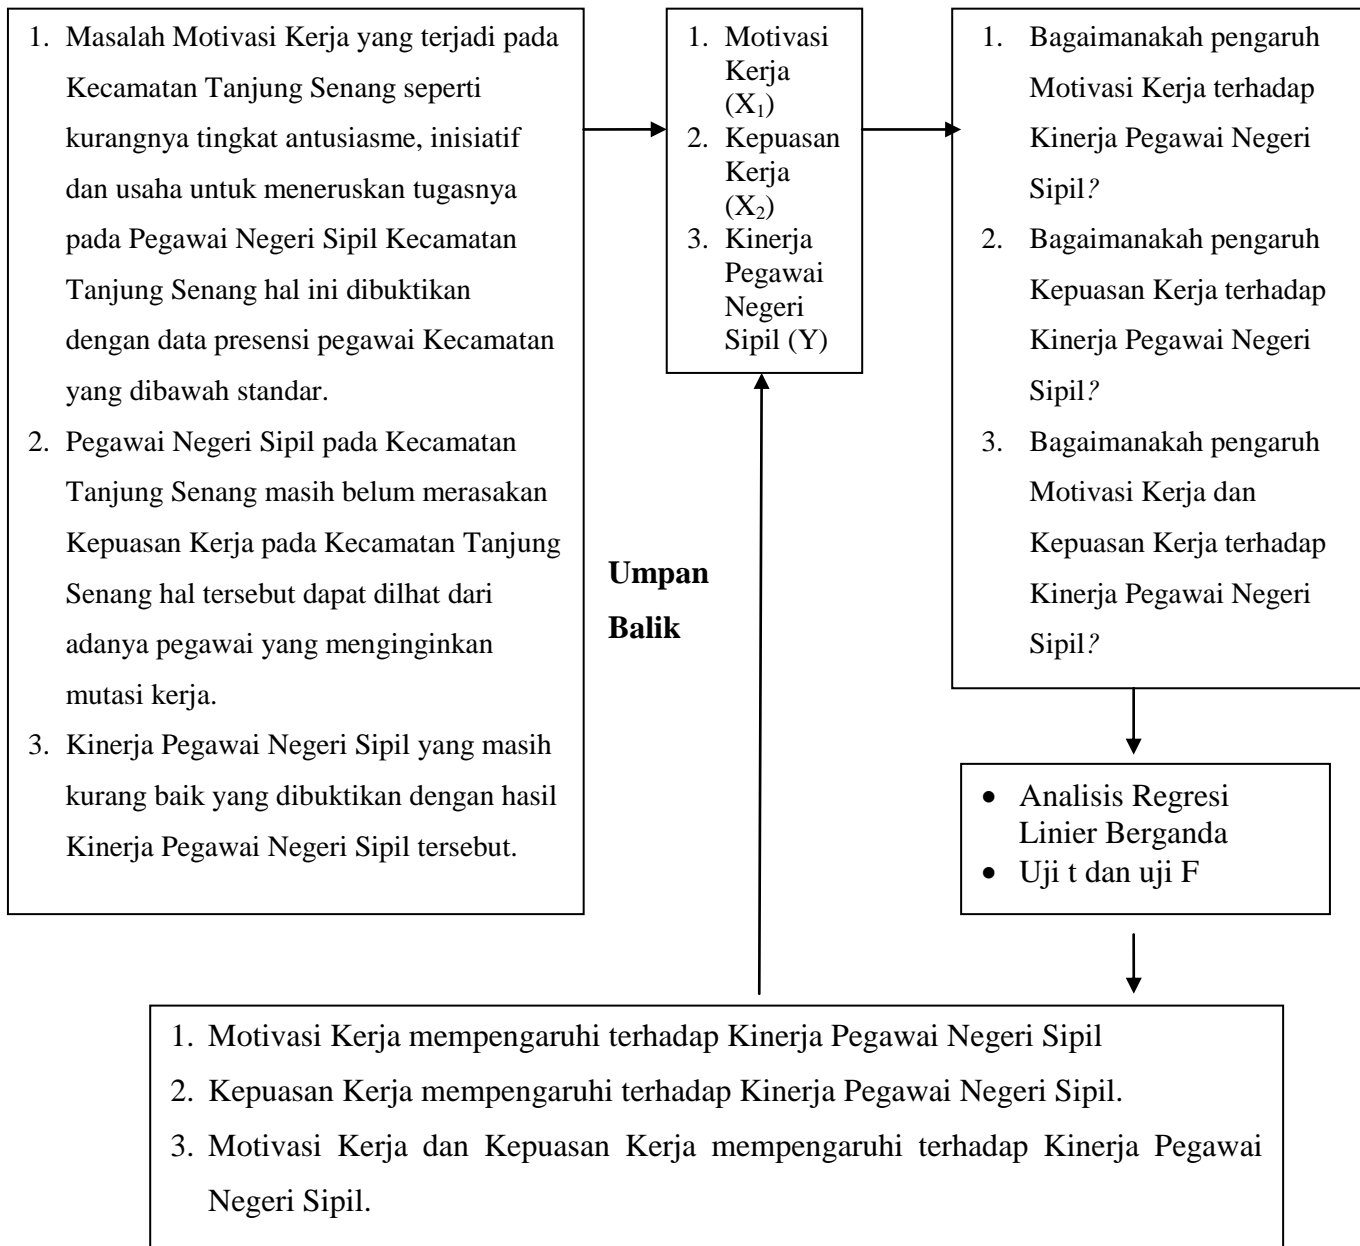 1. Masalah Motivasi Kerja yang terjadi pada
Kecamatan Tanjung Senang seperti
kurangnya tingkat antusiasme, inisiatif
dan usaha untuk meneruskan tugasnya
pada Pegawai Negeri Sipil Kecamatan
Tanjung Senang hal ini dibuktikan
dengan data presensi pegawai Kecamatan
yang dibawah standar.
2. Pegawai Negeri Sipil pada Kecamatan
Tanjung Senang masih belum merasakan
Kepuasan Kerja pada Kecamatan Tanjung
Senang hal tersebut dapat dilhat dari
adanya pegawai yang menginginkan
mutasi kerja.
3. Kinerja Pegawai Negeri Sipil yang masih
kurang baik yang dibuktikan dengan hasil
Kinerja Pegawai Negeri Sipil tersebut.
1. Motivasi
Kerja
(X₁)
2. Kepuasan
Kerja
(X₂)
3. Kinerja
Pegawai
Negeri
Sipil (Y)
1. Bagaimanakah pengaruh
Motivasi Kerja terhadap
Kinerja Pegawai Negeri
Sipil?
2. Bagaimanakah pengaruh
Kepuasan Kerja terhadap
Kinerja Pegawai Negeri
Sipil?
3. Bagaimanakah pengaruh
Motivasi Kerja dan
Kepuasan Kerja terhadap
Kinerja Pegawai Negeri
Sipil?
Umpan
Balik
• Analisis Regresi
Linier Berganda
• Uji t dan uji F
1. Motivasi Kerja mempengaruhi terhadap Kinerja Pegawai Negeri Sipil
2. Kepuasan Kerja mempengaruhi terhadap Kinerja Pegawai Negeri Sipil.
3. Motivasi Kerja dan Kepuasan Kerja mempengaruhi terhadap Kinerja Pegawai
Negeri Sipil.